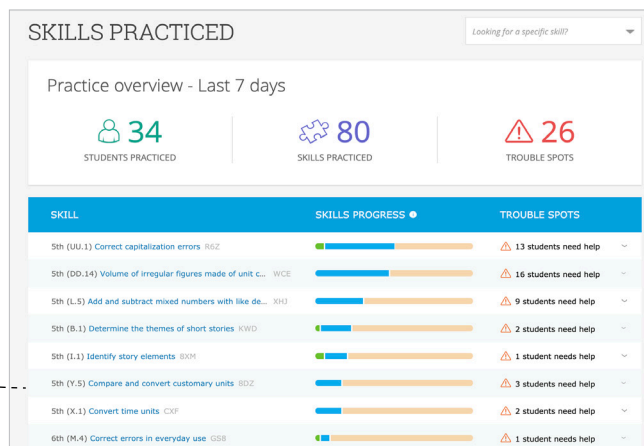 SKILLS PRACTICED
Looking for a specific skill?
Practice overview - Last 7 days
34
STUDENTS PRACTICED
80
SKILLS PRACTICED
26
TROUBLE SPOTS
SKILL SKILLS PROGRESS TROUBLE SPOTS
5th (UU.1) Correct capitalization errors R6Z 13 students need help
5th (DD.14) Volume of irregular figures made of unit c... WCE 16 students need help
5th (L.5) Add and subtract mixed numbers with like de... XHJ 9 students need help
5th (B.1) Determine the themes of short stories KWD 2 students need help
5th (I.1) Identify story elements 8XM 1 student needs help
5th (Y.5) Compare and convert customary units 8DZ 3 students need help
5th (X.1) Convert time units CXF 2 students need help
6th (M.4) Correct errors in everyday use GS8 1 student needs help